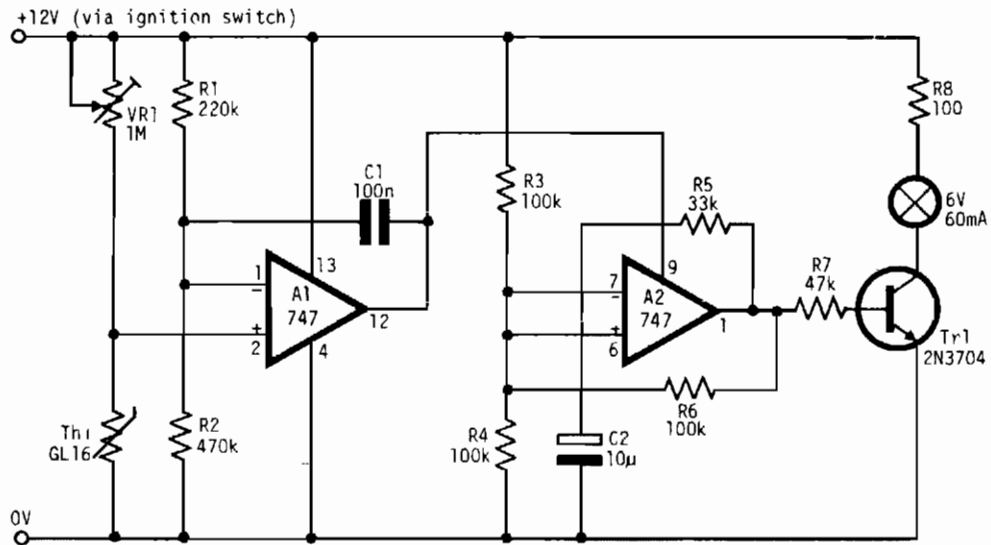 +12V (via ignition switch)
VR1
1M
R1
220k
C1
100n
R3
100k
R5
33k
R8
100
6V
60mA
1
-
A1
747
13
+
2
4
12
7
-
A2
747
9
+
6
1
R7
47k
Tr1
2N3704
Th1
GL16
R2
470k
R4
100k
R6
100k
C2
10µ
0V